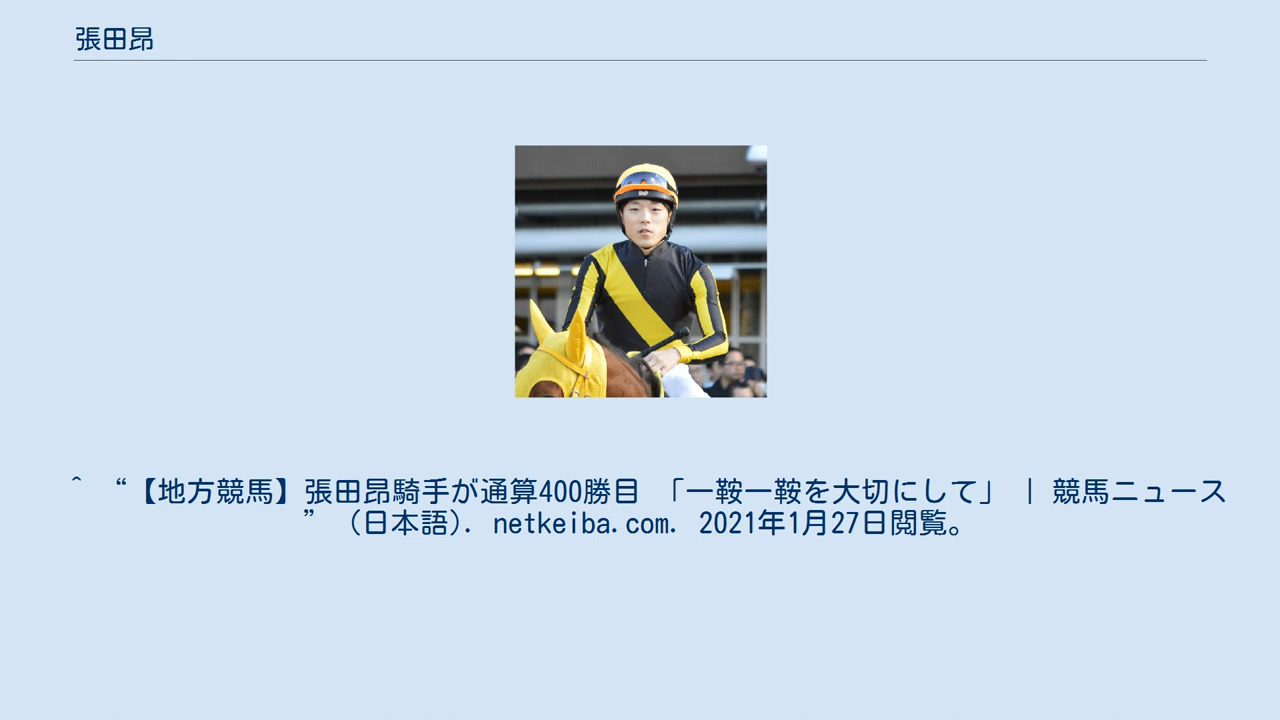 張田昂
^ “【地方競馬】張田昂騎手が通算400勝目 「一鞍一鞍を大切にして」 | 競馬ニュース
” (日本語). netkeiba.com. 2021年1月27日閲覧。